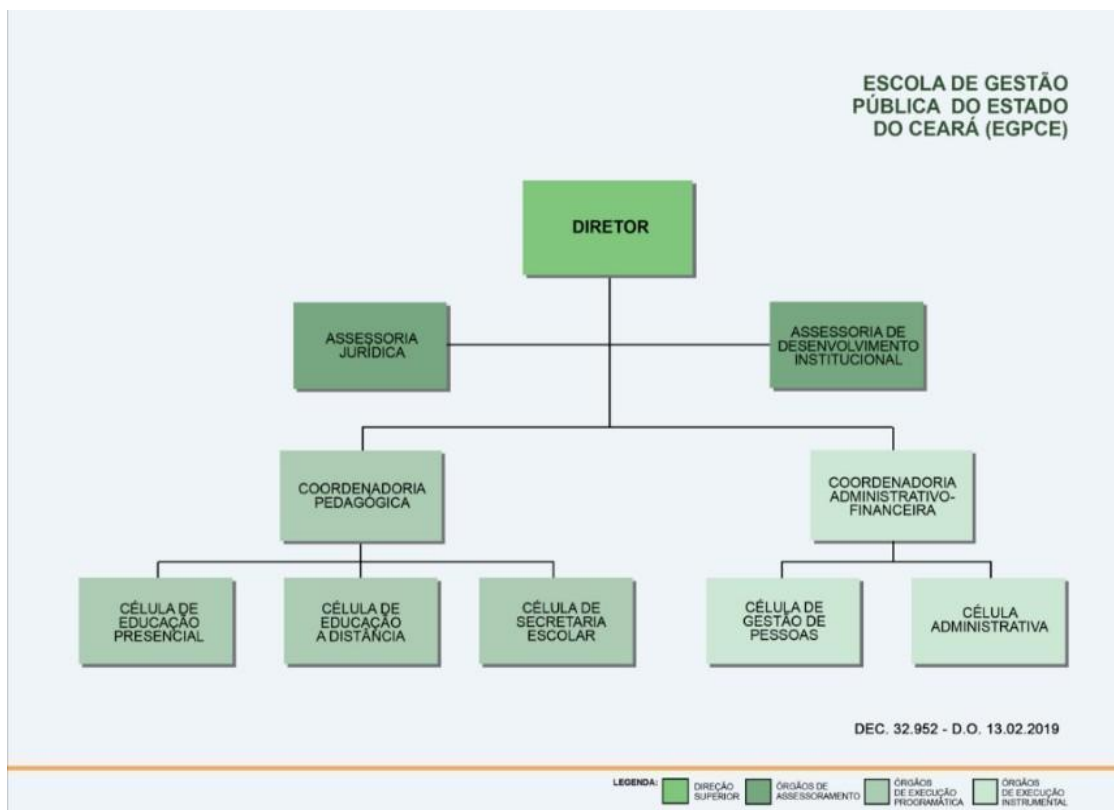 ESCOLA DE GESTÃO
PÚBLICA DO ESTADO
DO CEARÁ (EGPCE)
DIRETOR
ASSESSORIA
JURÍDICA
ASSESSORIA DE
DESENVOLVIMENTO
INSTITUCIONAL
COORDENADORIA
PEDAGÓGICA
COORDENADORIA
ADMINISTRATIVO-
FINANCEIRA
CÉLULA DE
EDUCAÇÃO
PRESENCIAL
CÉLULA DE
EDUCAÇÃO
A DISTÂNCIA
CÉLULA DE
SECRETARIA
ESCOLAR
CÉLULA DE
GESTÃO DE
PESSOAS
CÉLULA
ADMINISTRATIVA
DEC. 32.952 - D.O. 13.02.2019
LEGENDA:
DIREÇÃO
SUPERIOR
ÓRGÃOS DE
ASSESSORAMENTO
ÓRGÃOS
DE EXECUÇÃO
PROGRAMÁTICA
ÓRGÃOS
DE EXECUÇÃO
INSTRUMENTAL